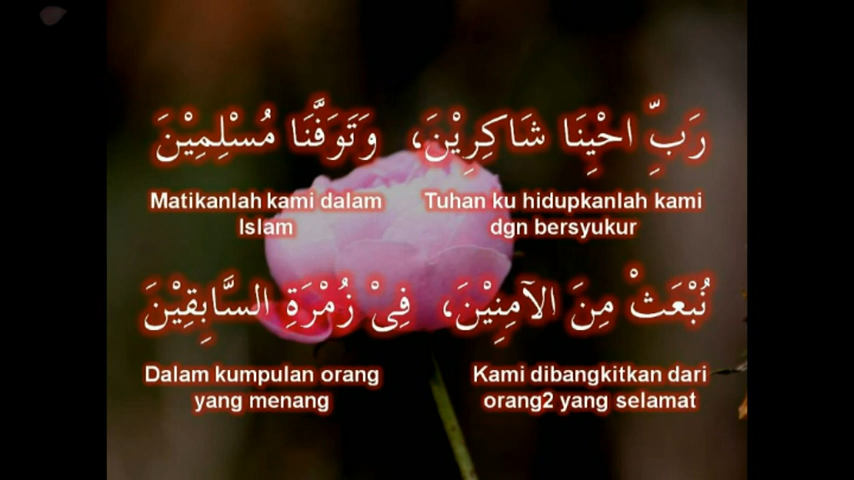 رَبِّ احْيِنَا شَاكِرِيْنَ، وَتَوَفَّنَا مُسْلِمِيْنَ
Tuhan ku hidupkanlah kami
dgn bersyukur
Matikanlah kami dalam
Islam
نُبْعَثْ مِنَ الآمِنِيْنَ، فِىْ زُمْرَةِ السَّابِقِيْنَ
Kami dibangkitkan dari
orang2 yang selamat
Dalam kumpulan orang
yang menang